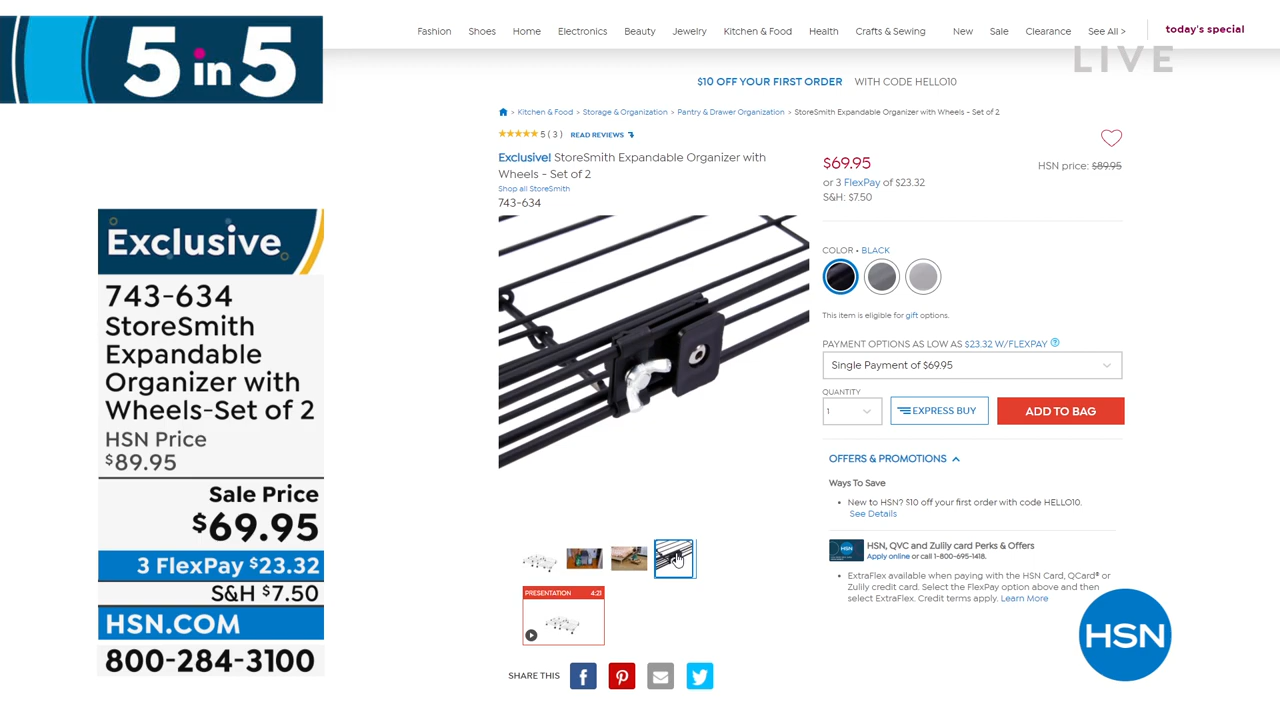 5 in 5
Fashion Shoes Home Electronics Beauty Jewelry Kitchen & Food Health Crafts & Sewing New Sale Clearance See All > today's special
LIVE
$10 OFF YOUR FIRST ORDER WITH CODE HELLO10
> Kitchen & Food > Storage & Organization > Pantry & Drawer Organization > StoreSmith Expandable Organizer with Wheels - Set of 2
5 ( 3 ) READ REVIEWS
Exclusive! StoreSmith Expandable Organizer with
Wheels - Set of 2
Shop all StoreSmith
743-634
$69.95
HSN price: $89.95
or 3 FlexPay of $23.32
S&H: $7.50
COLOR • BLACK
This item is eligible for gift options.
PAYMENT OPTIONS AS LOW AS $23.32 W/FLEXPAY ?
Single Payment of $69.95
QUANTITY
1
EXPRESS BUY
ADD TO BAG
OFFERS & PROMOTIONS
Ways To Save
• New to HSN? $10 off your first order with code HELLO10.
See Details
HSN
HSN, QVC and Zulily card Perks & Offers
Apply online or call 1-800-695-1418.
• ExtraFlex available when paying with the HSN Card, QCard® or
Zulily credit card. Select the FlexPay option above and then
select ExtraFlex. Credit terms apply. Learn More
PRESENTATION 4:21
SHARE THIS
Exclusive
743-634
StoreSmith
Expandable
Organizer with
Wheels-Set of 2
HSN Price
$89.95
Sale Price
$69.95
3 FlexPay $23.32
S&H $7.50
HSN.COM
800-284-3100
HSN